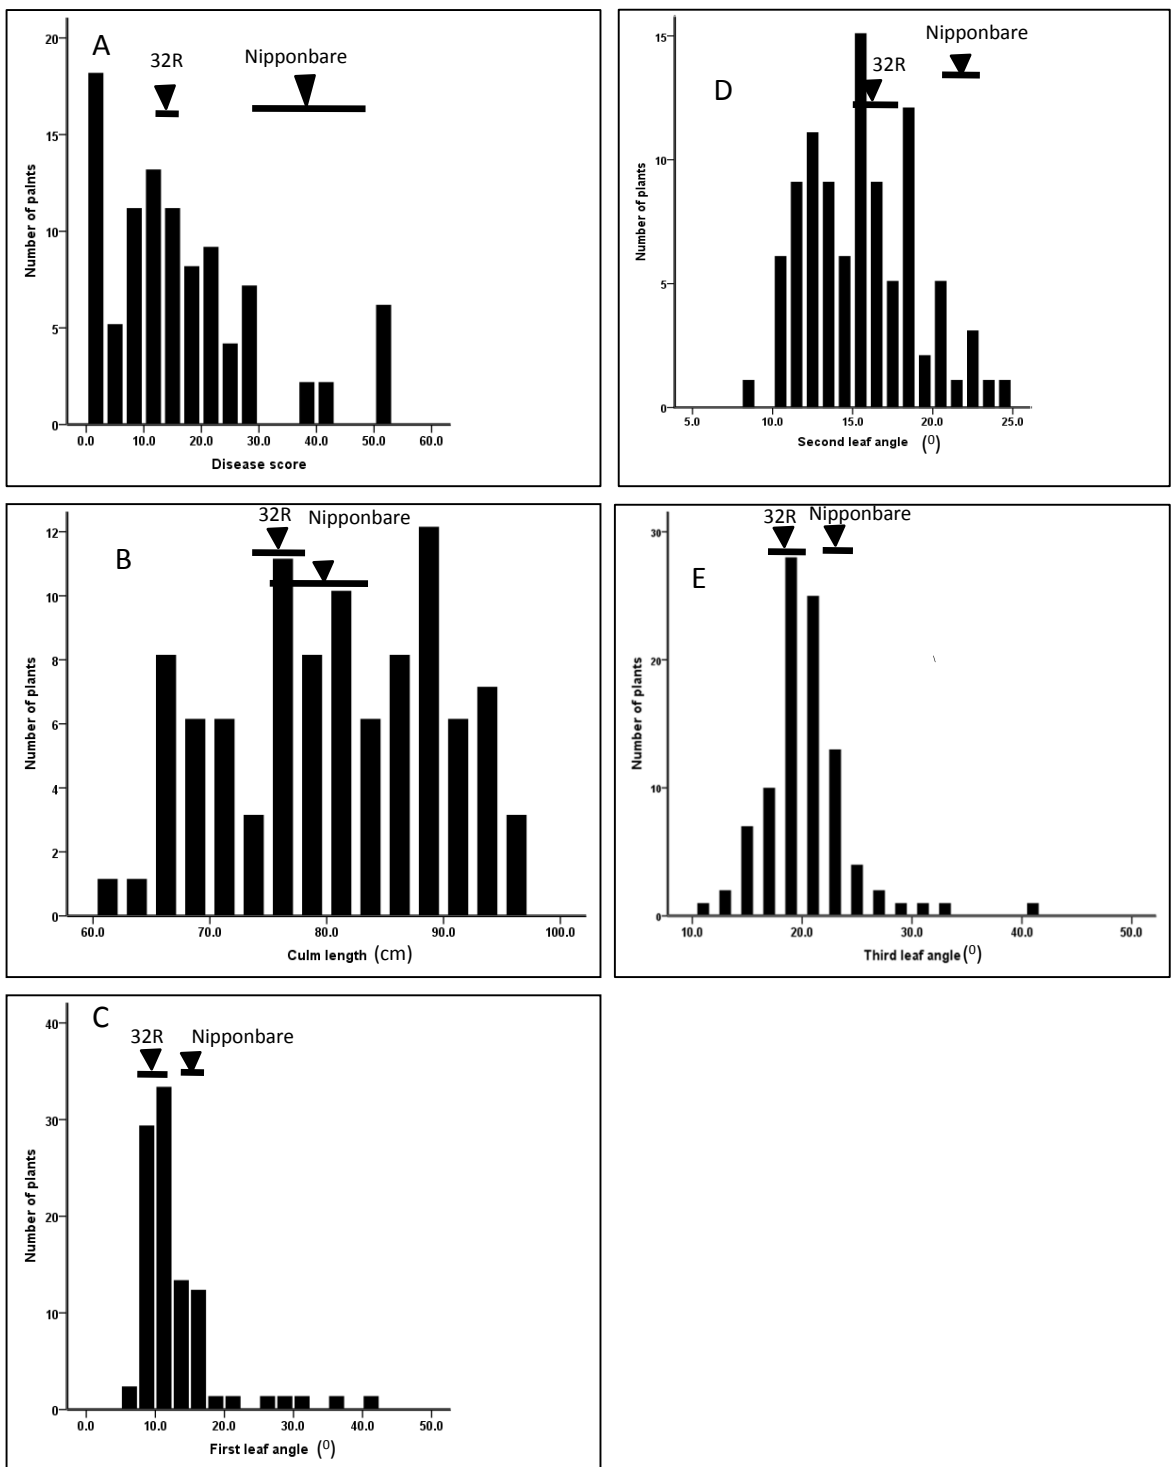 A
32R
Nipponbare
20
15
10
5
0
Number of palnts
0.0 10.0 20.0 30.0 40.0 50.0 60.0
Disease score
D
32R
Nipponbare
15
10
5
0
Number of plants
5.0 10.0 15.0 20.0 25.0
Second leaf angle (0)
B
32R Nipponbare
12
10
8
6
4
2
0
Number of plants
60.0 70.0 80.0 90.0 100.0
Culm length (cm)
E
32R Nipponbare
30
20
10
0
Number of plants
10.0 20.0 30.0 40.0 50.0
Third leaf angle (0)
C
32R Nipponbare
40
30
20
10
0
Number of plants
0.0 10.0 20.0 30.0 40.0 50.0
First leaf angle (0)